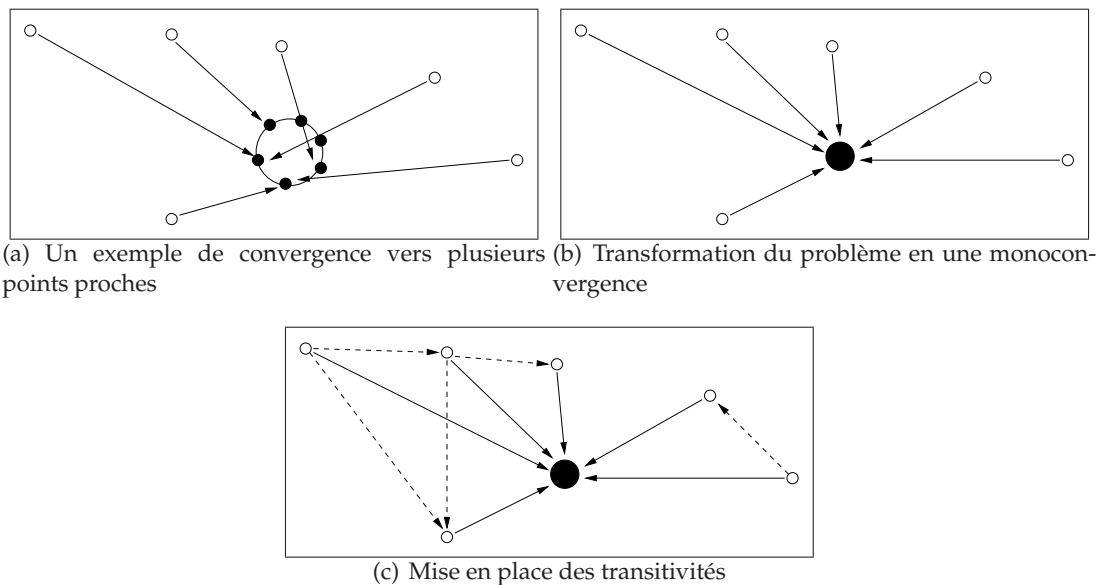 (a) Un exemple de convergence vers plusieurs
points proches
(b) Transformation du problème en une monocon-
vergence
(c) Mise en place des transitivités